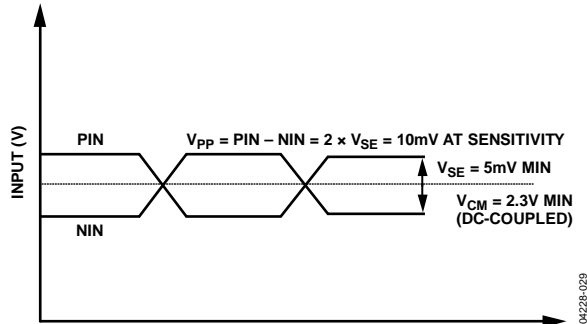 INPUT (V)
PIN
V_PP = PIN – NIN = 2 × V_SE = 10mV AT SENSITIVITY
V_SE = 5mV MIN
V_CM = 2.3V MIN
(DC-COUPLED)
NIN
04228-029